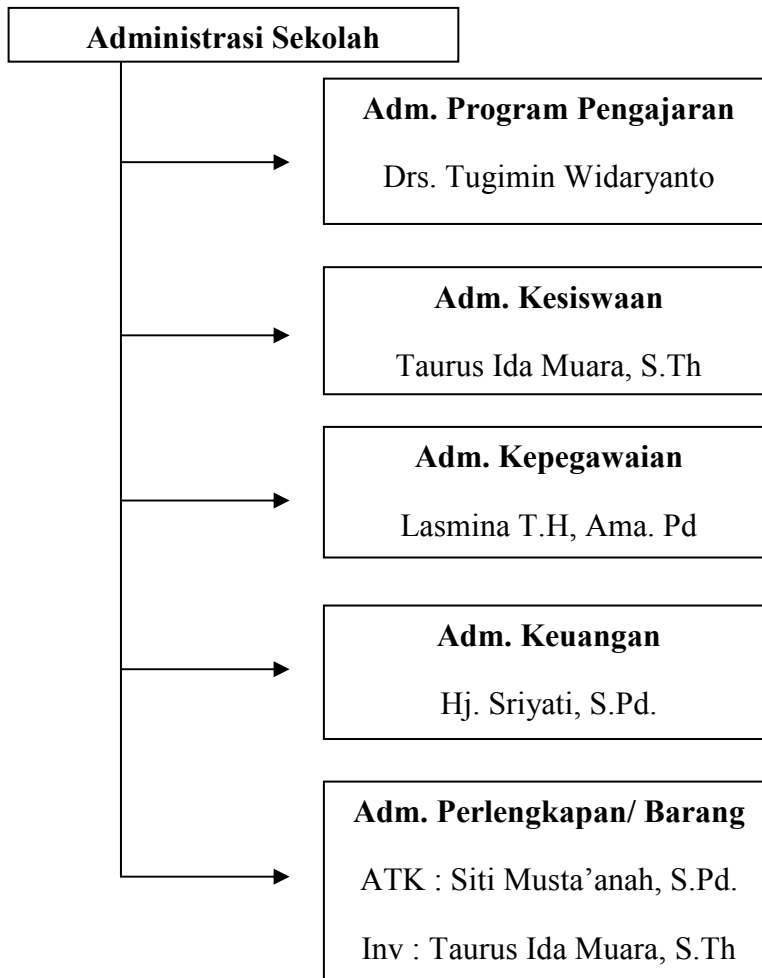 Administrasi Sekolah
Adm. Program Pengajaran
Drs. Tugimin Widaryanto
Adm. Kesiswaan
Taurus Ida Muara, S.Th
Adm. Kepegawaian
Lasmina T.H, Ama. Pd
Adm. Keuangan
Hj. Sriyati, S.Pd.
Adm. Perlengkapan/ Barang
ATK : Siti Musta’anah, S.Pd.
Inv : Taurus Ida Muara, S.Th